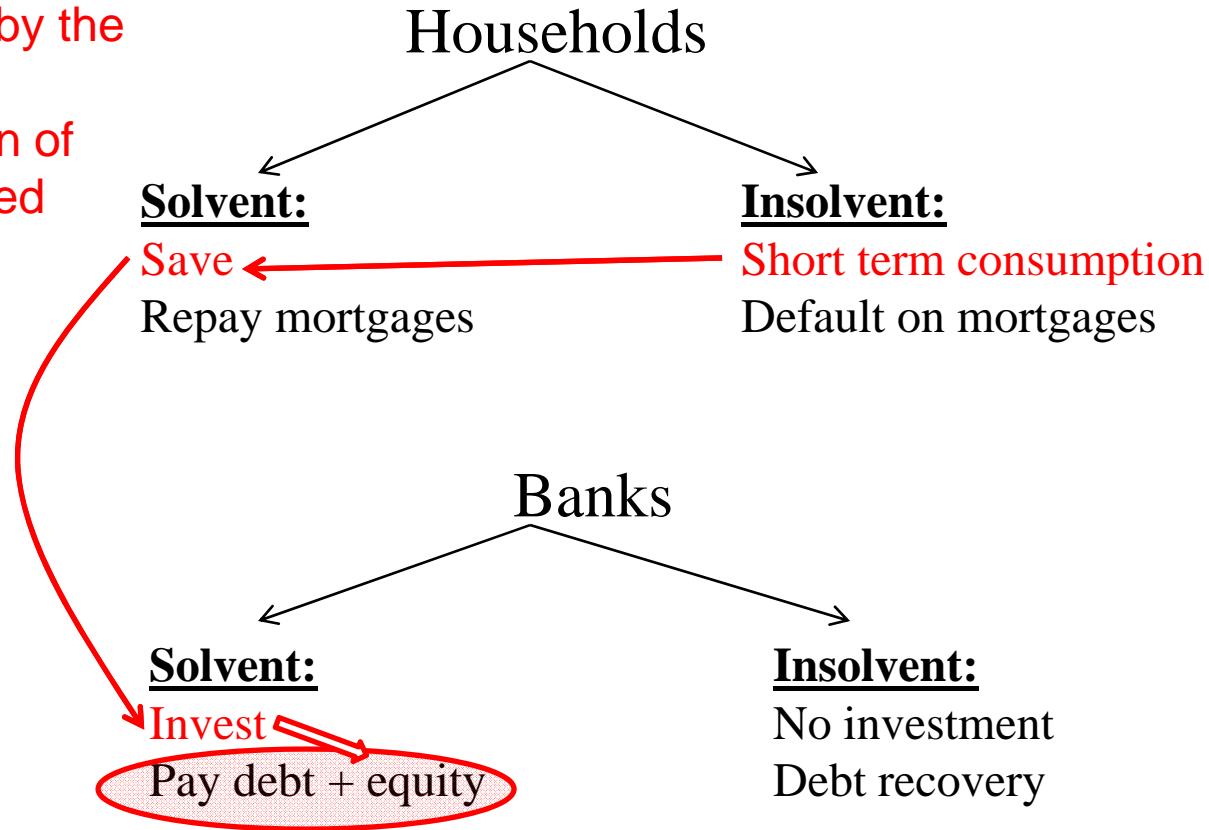 by the
n of
ed
Households
Solvent:
Save
Repay mortgages
Insolvent:
Short term consumption
Default on mortgages
Banks
Solvent:
Invest
Pay debt + equity
Insolvent:
No investment
Debt recovery